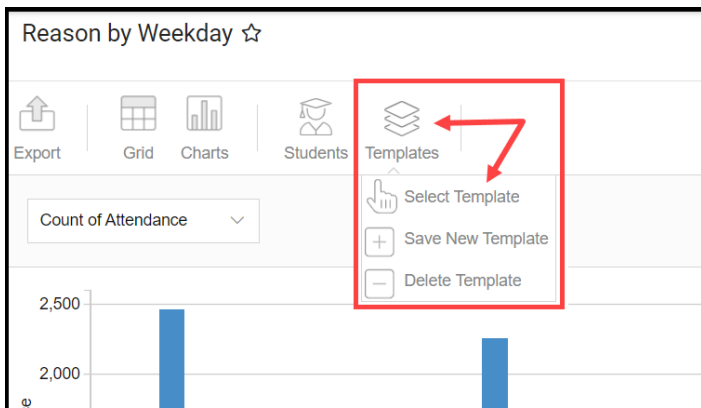 Reason by Weekday
Export
Grid
Charts
Students
Templates
Select Template
Save New Template
Delete Template
Count of Attendance
2,500
2,000